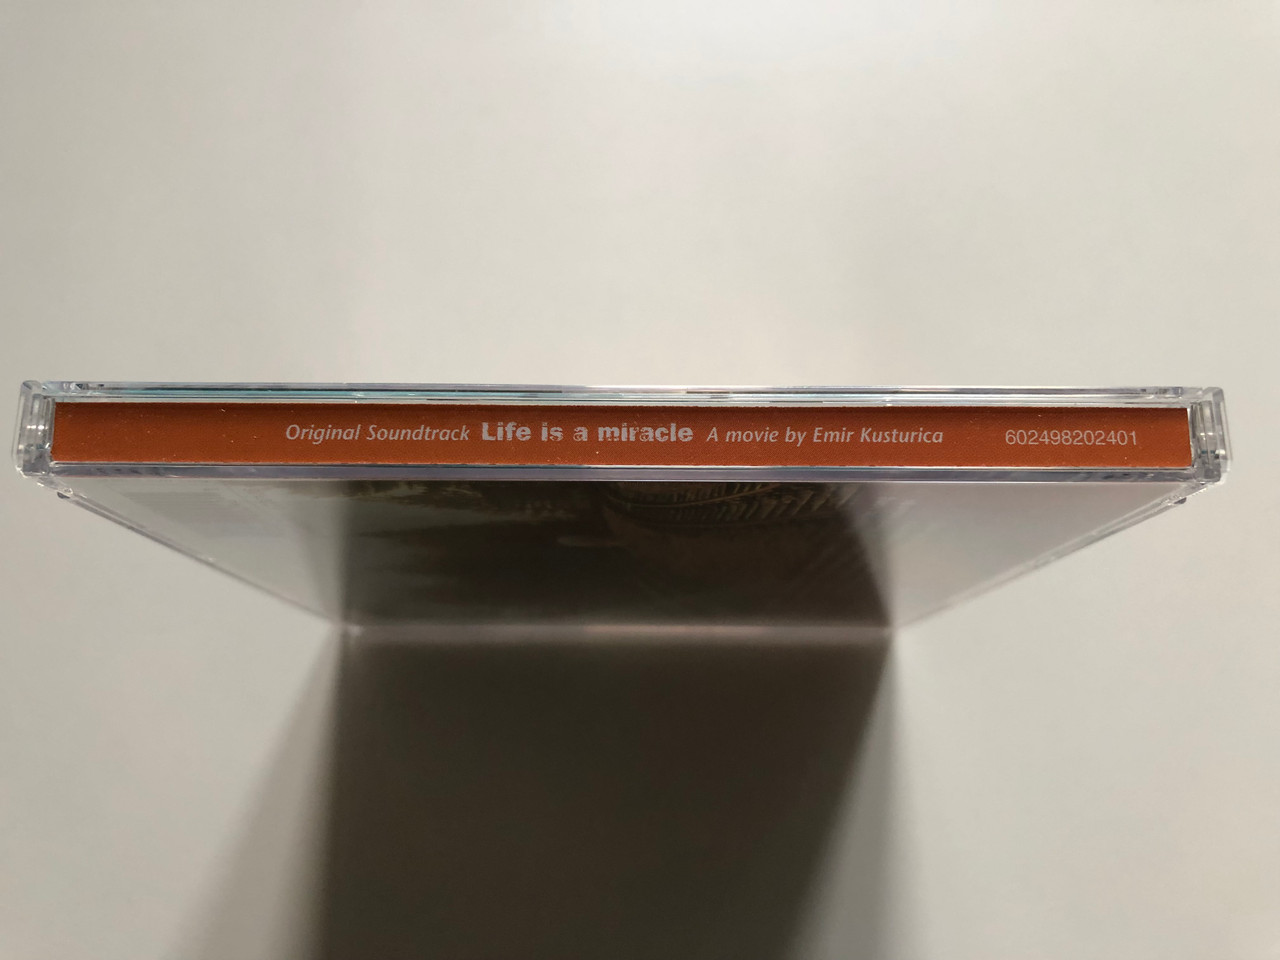 Original Soundtrack Life is a miracle A movie by Emir Kusturica 602498202401